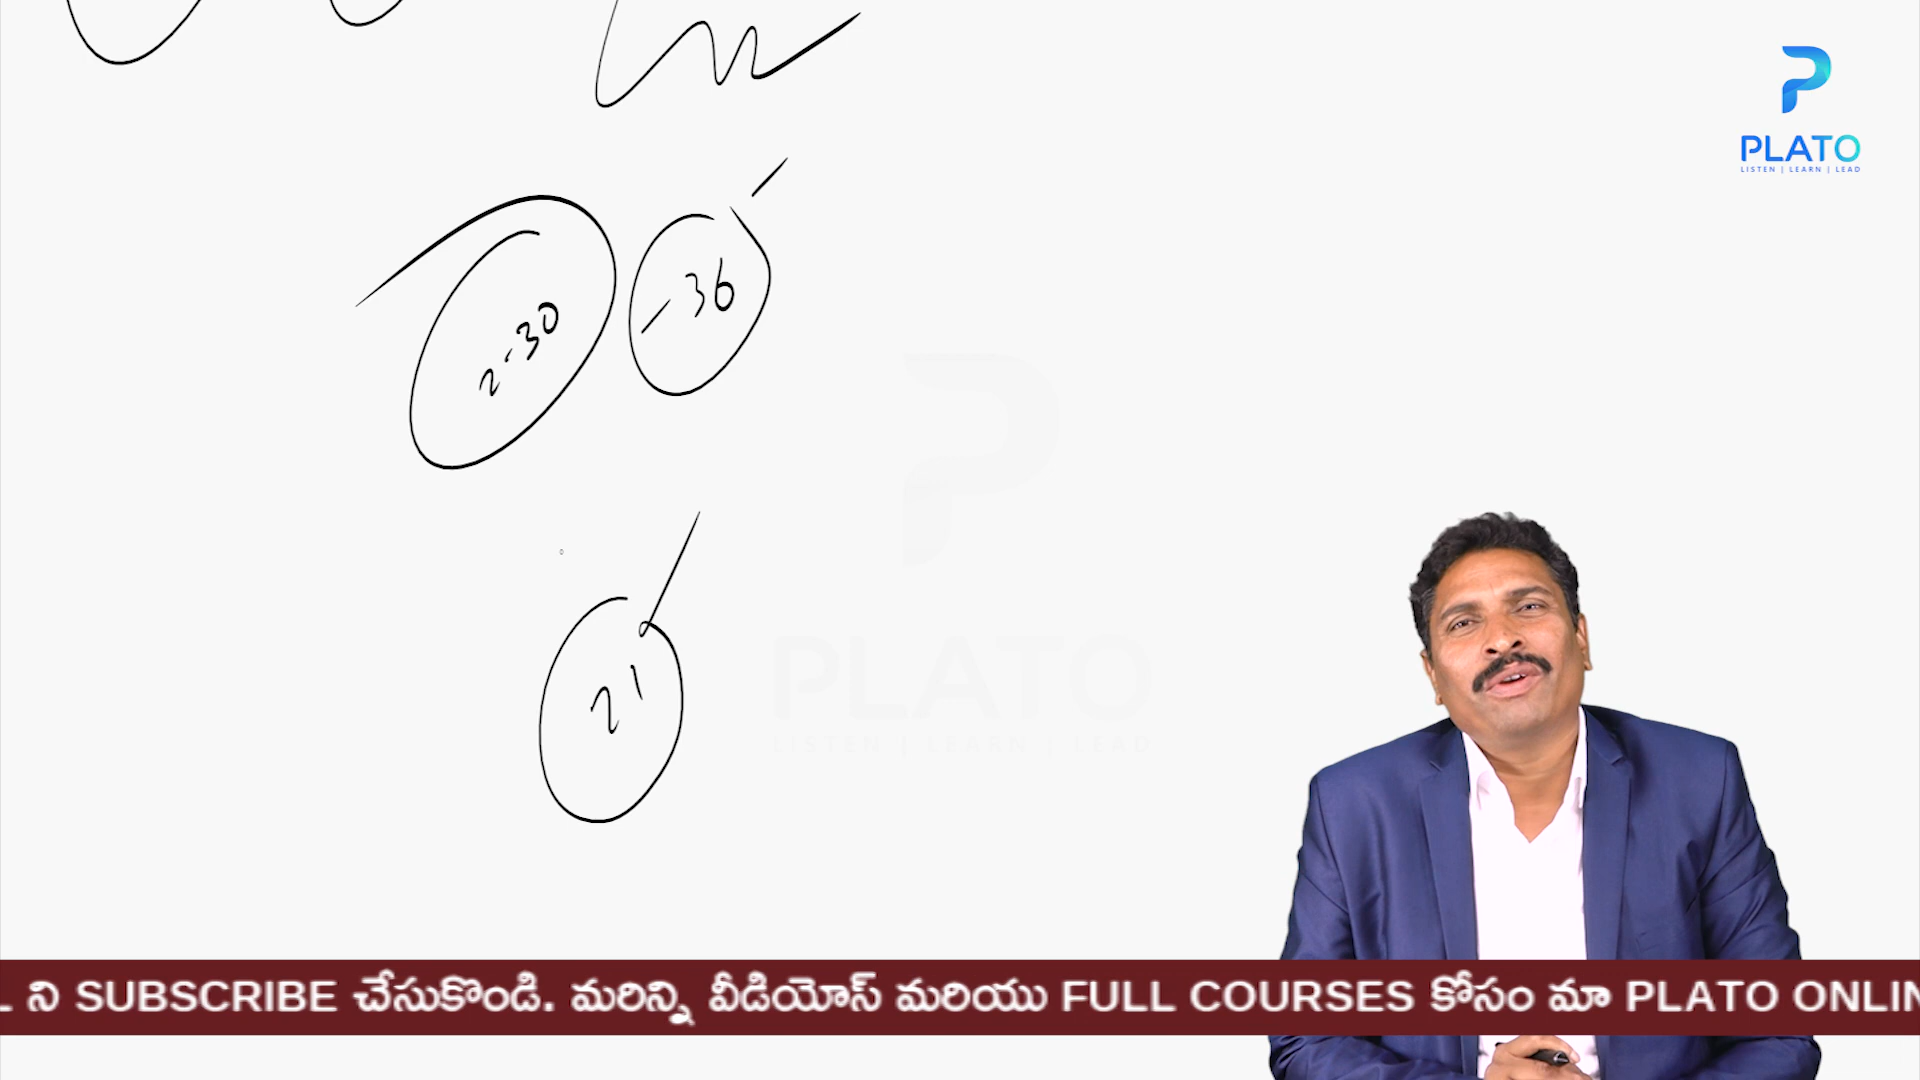 PLATO
LISTEN | LEARN | LEAD
2-30
- 36
PLATO
LISTEN | LEARN | LEAD
21
L ని SUBSCRIBE చేసుకొండి. మరిన్ని వీడియోస్ మరియు FULL COURSES కోసం మా PLATO ONLIN